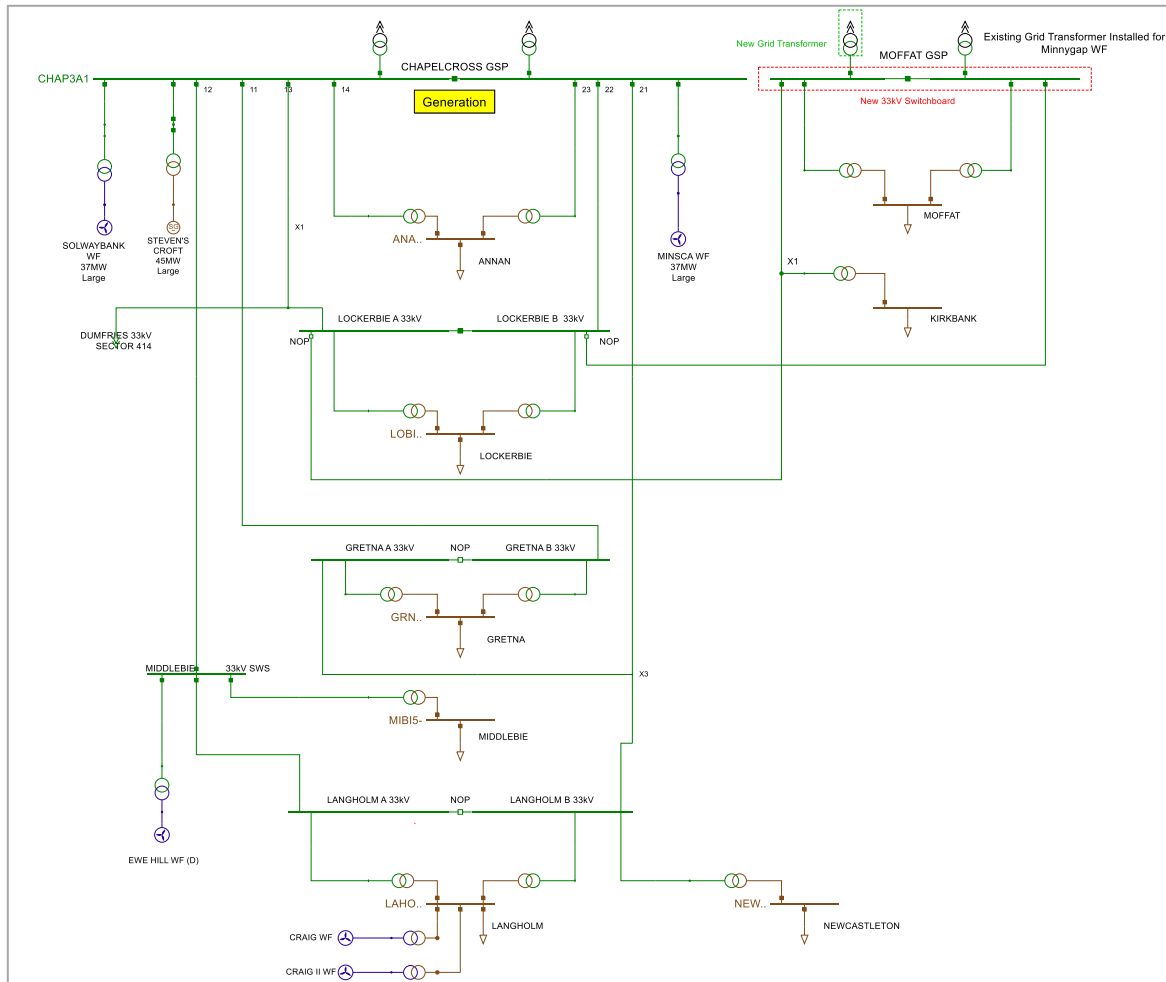 New Grid Transformer
MOFFAT GSP
Existing Grid Transformer Installed for
Minnygap WF
CHAPELCROSS GSP
CHAP3A1
Generation
New 33kV Switchboard
12
11
13
14
23
22
21
X1
SOLWAYBANK
WF
37MW
Large
SG
STEVEN'S
CROFT
45MW
Large
ANA..
ANNAN
MINSCA WF
37MW
Large
MOFFAT
X1
KIRKBANK
DUMFRIES 33kV
SECTOR 414
LOCKERBIE A 33kV
LOCKERBIE B 33kV
NOP
NOP
LOBI..
LOCKERBIE
GRETNA A 33kV
NOP
GRETNA B 33kV
GRN..
GRETNA
MIDDLEBIE
33kV SWS
X3
MIBI5-
MIDDLEBIE
LANGHOLM A 33kV
NOP
LANGHOLM B 33kV
EWE HILL WF (D)
LAHO..
LANGHOLM
NEW..
NEWCASTLETON
CRAIG WF
CRAIG II WF